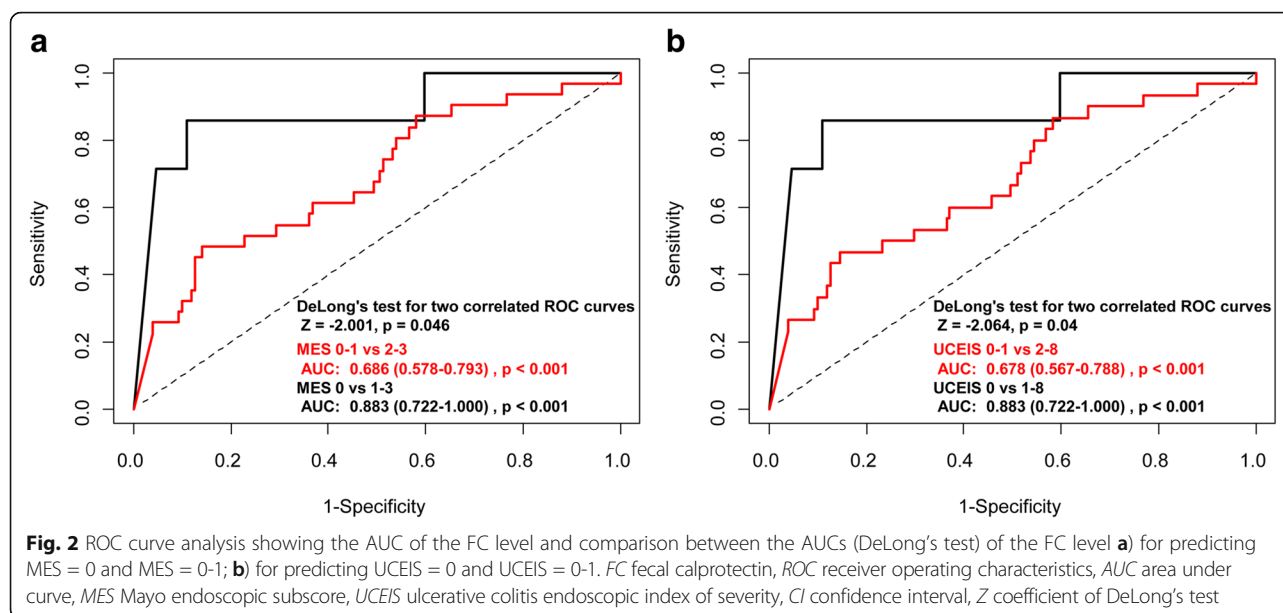 a
1.0
0.8
0.6
0.4
0.2
0.0
Sensitivity
DeLong's test for two correlated ROC curves
Z = -2.001, p = 0.046
MES 0-1 vs 2-3
AUC: 0.686 (0.578-0.793) , p < 0.001
MES 0 vs 1-3
AUC: 0.883 (0.722-1.000) , p < 0.001
0.0 0.2 0.4 0.6 0.8 1.0
1-Specificity
b
1.0
0.8
0.6
0.4
0.2
0.0
Sensitivity
DeLong's test for two correlated ROC curves
Z = -2.064, p = 0.04
UCEIS 0-1 vs 2-8
AUC: 0.678 (0.567-0.788) , p < 0.001
UCEIS 0 vs 1-8
AUC: 0.883 (0.722-1.000) , p < 0.001
0.0 0.2 0.4 0.6 0.8 1.0
1-Specificity
Fig. 2 ROC curve analysis showing the AUC of the FC level and comparison between the AUCs (DeLong's test) of the FC level a) for predicting
MES = 0 and MES = 0-1; b) for predicting UCEIS = 0 and UCEIS = 0-1. FC fecal calprotectin, ROC receiver operating characteristics, AUC area under
curve, MES Mayo endoscopic subscore, UCEIS ulcerative colitis endoscopic index of severity, CI confidence interval, Z coefficient of DeLong's test